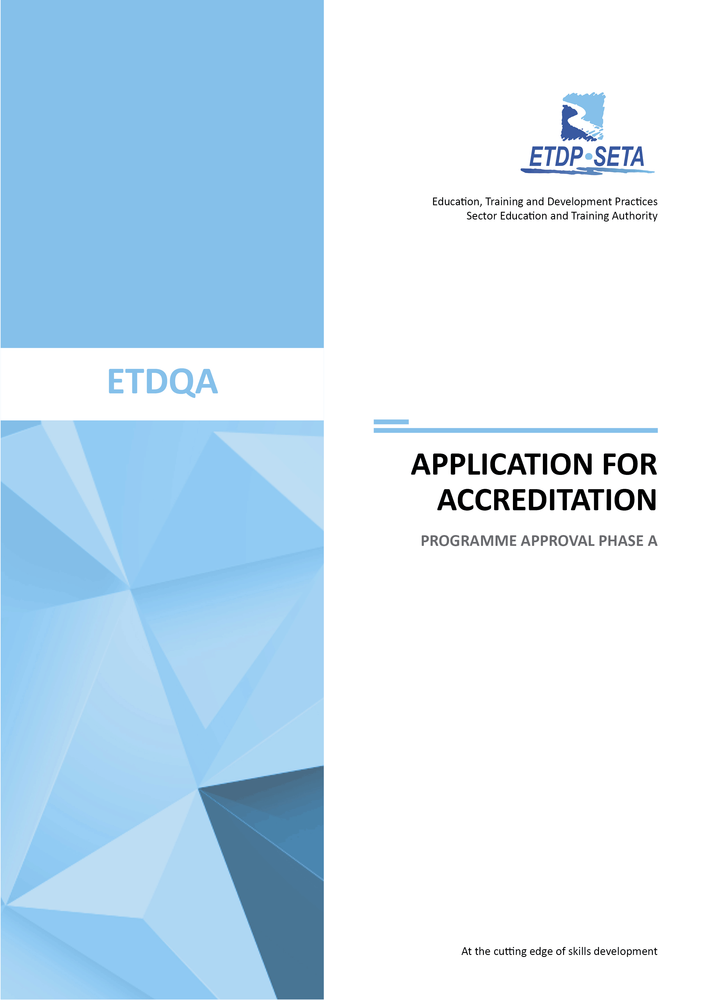 ETDP•SETA
Education, Training and Development Practices
Sector Education and Training Authority
ETDQA
APPLICATION FOR
ACCREDITATION
PROGRAMME APPROVAL PHASE A
At the cutting edge of skills development